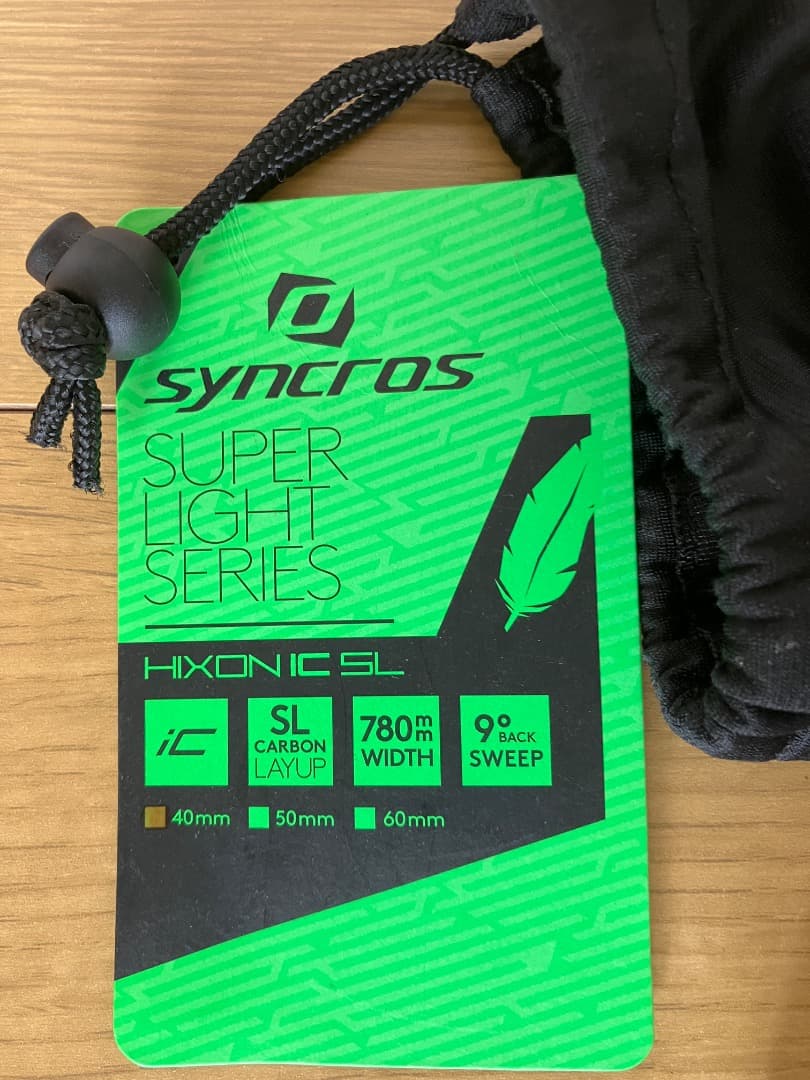 syncros
SUPER
LIGHT
SERIES
HIXON IC SL
iC
SL
CARBON
LAYUP
780mm
WIDTH
9° BACK
SWEEP
40mm 50mm 60mm